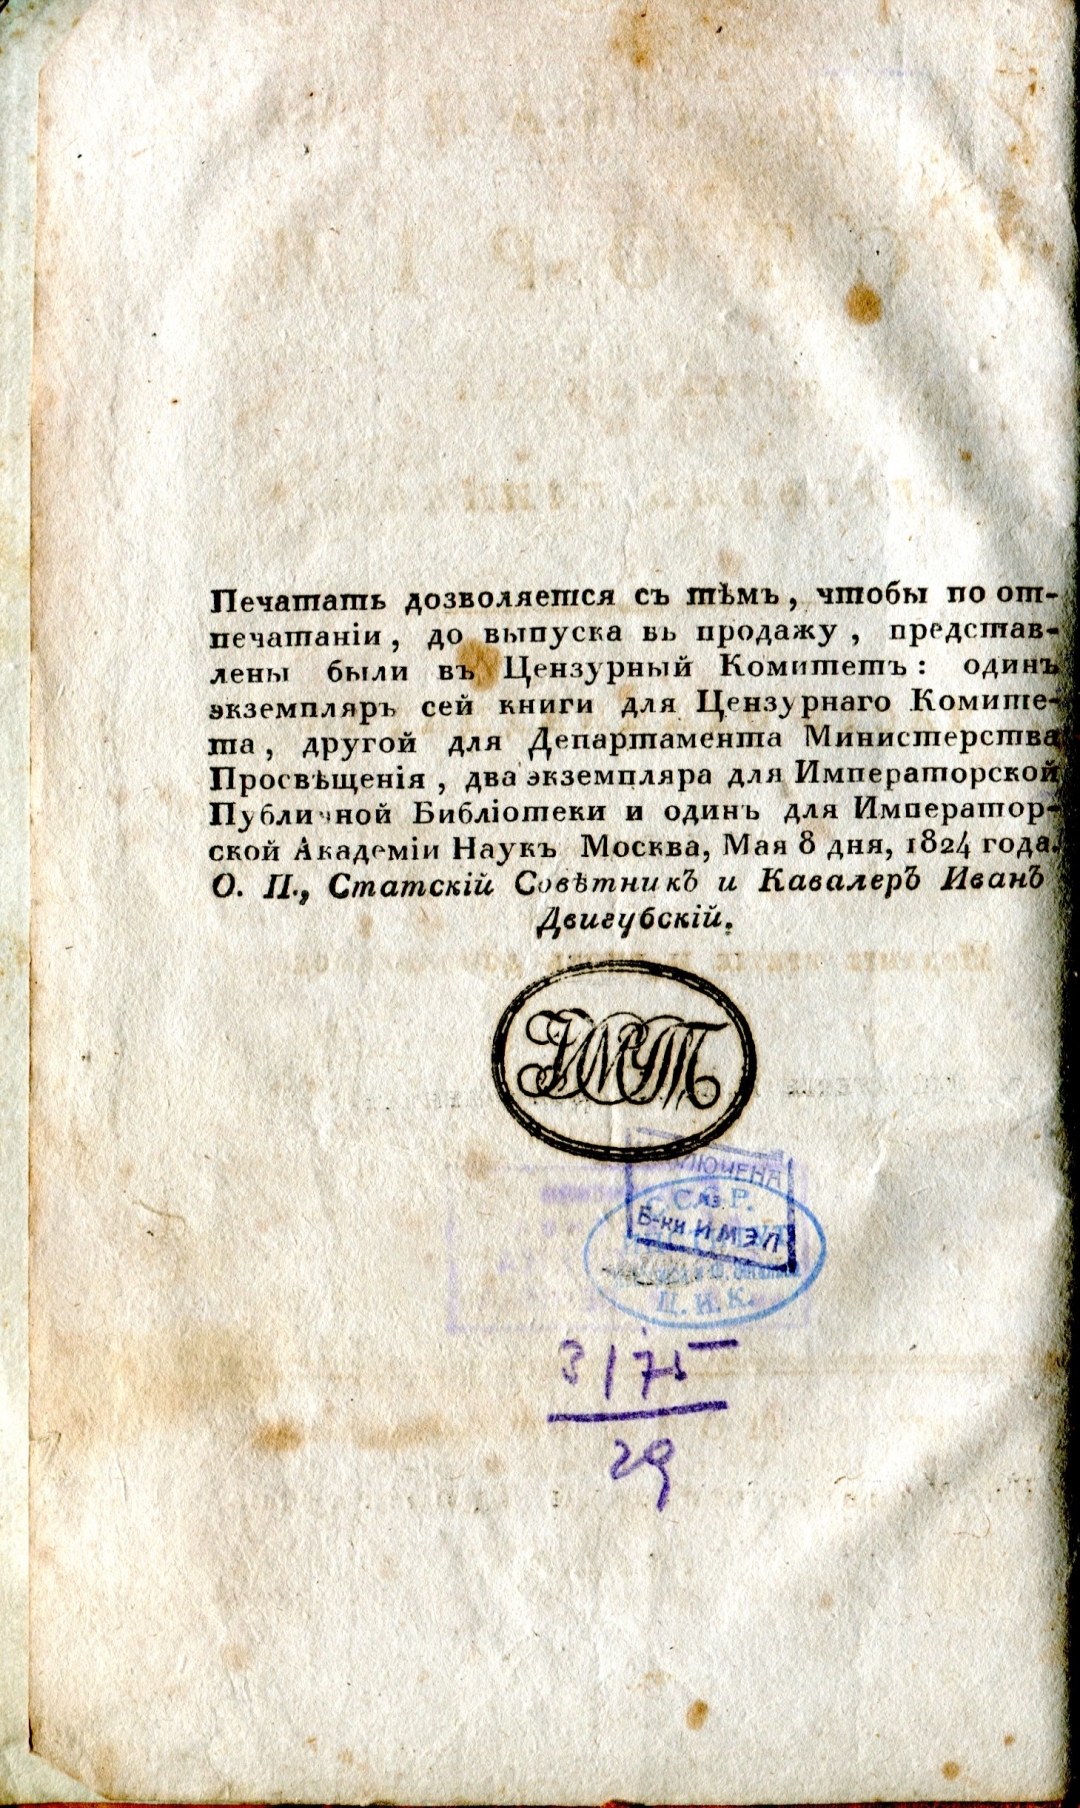 Печатать дозволяется съ тѣмъ, чтобы по от-
печатаніи, до выпуска въ продажу, представ-
лены были въ Цензурный Комитетъ: одинъ
экземпляръ сей книги для Цензурнаго Комите-
та, другой для Департамента Министерства
Просвѣщенія, два экземпляра для Императорской
Публичной Библіотеки и одинъ для Император-
ской Академіи Наукъ Москва, Мая 8 дня, 1824 года.
О. П., Статскій Совѣтникъ и Кавалеръ Иванъ
Двигубскій.
Б-ки ИМЭЛ
Ц. И. К.
3175
29